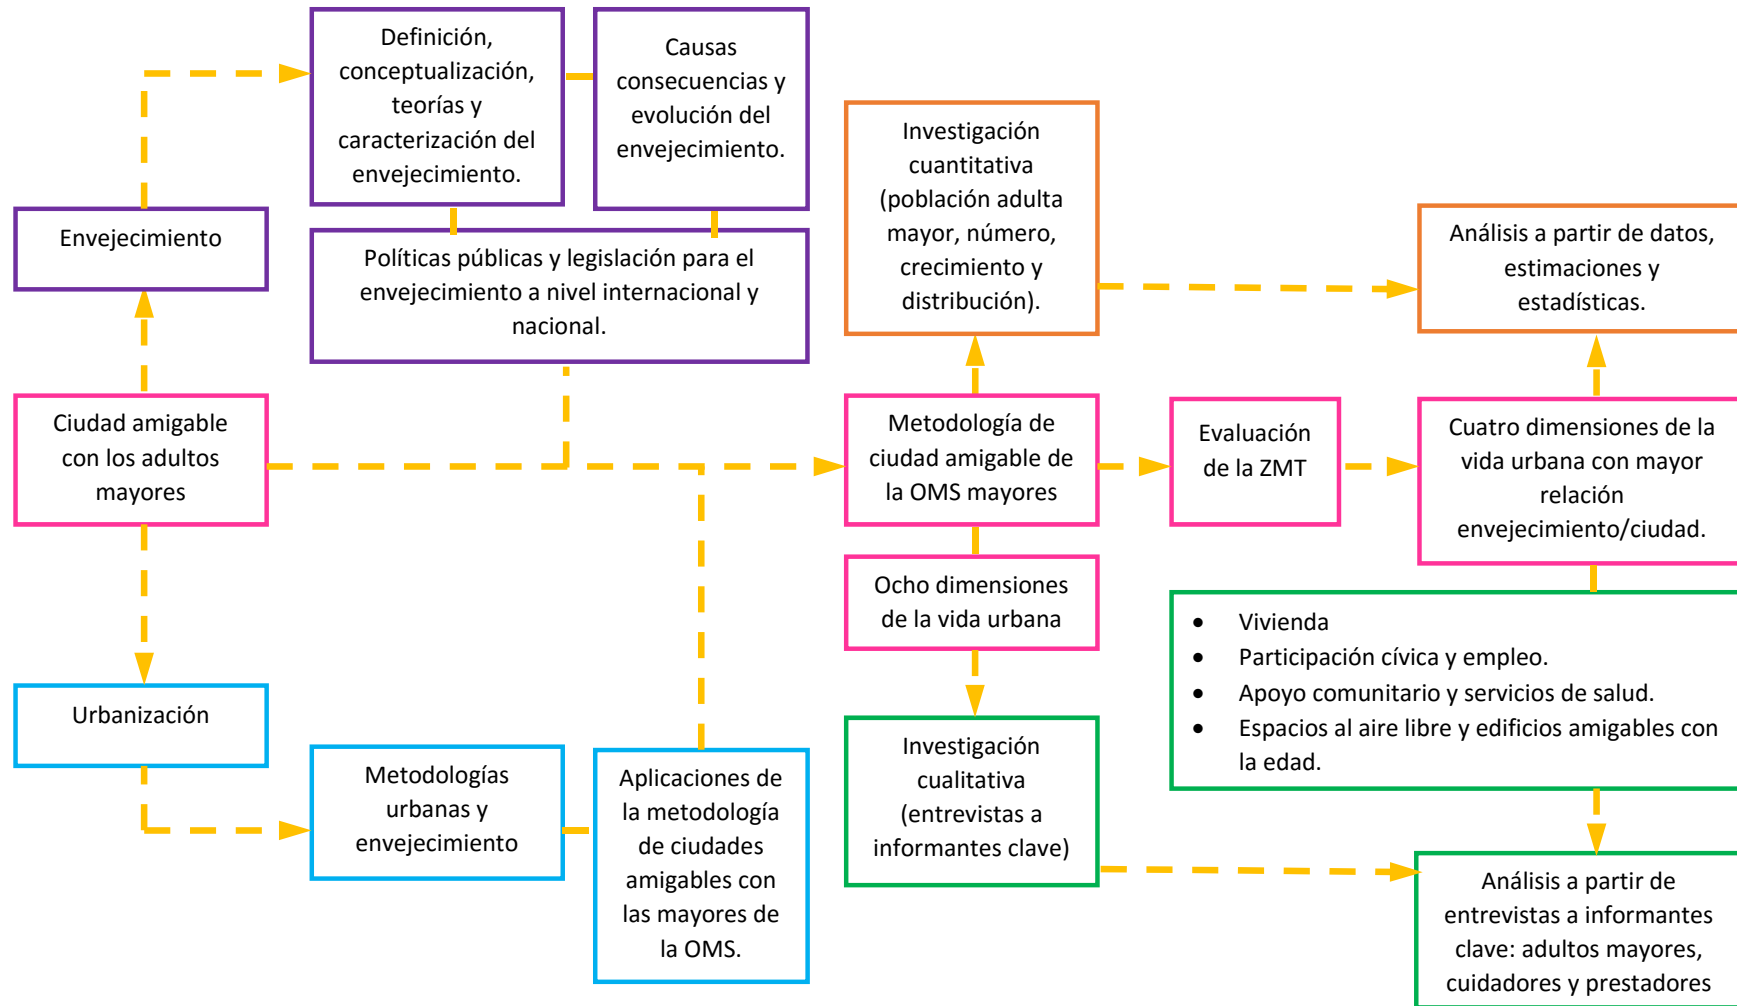 Definición,
conceptualización,
teorías y
caracterización del
envejecimiento.
Causas
consecuencias y
evolución del
envejecimiento.
Envejecimiento
Políticas públicas y legislación para el
envejecimiento a nivel internacional y
nacional.
Investigación
cuantitativa
(población adulta
mayor, número,
crecimiento y
distribución).
Análisis a partir de datos,
estimaciones y
estadísticas.
Ciudad amigable
con los adultos
mayores
Metodología de
ciudad amigable de
la OMS mayores
Evaluación
de la ZMT
Cuatro dimensiones de la
vida urbana con mayor
relación
envejecimiento/ciudad.
Ocho dimensiones
de la vida urbana
• Vivienda
• Participación cívica y empleo.
• Apoyo comunitario y servicios de salud.
• Espacios al aire libre y edificios amigables con
la edad.
Urbanización
Metodologías
urbanas y
envejecimiento
Aplicaciones de
la metodología
de ciudades
amigables con
las mayores de
la OMS.
Investigación
cualitativa
(entrevistas a
informantes clave)
Análisis a partir de
entrevistas a informantes
clave: adultos mayores,
cuidadores y prestadores